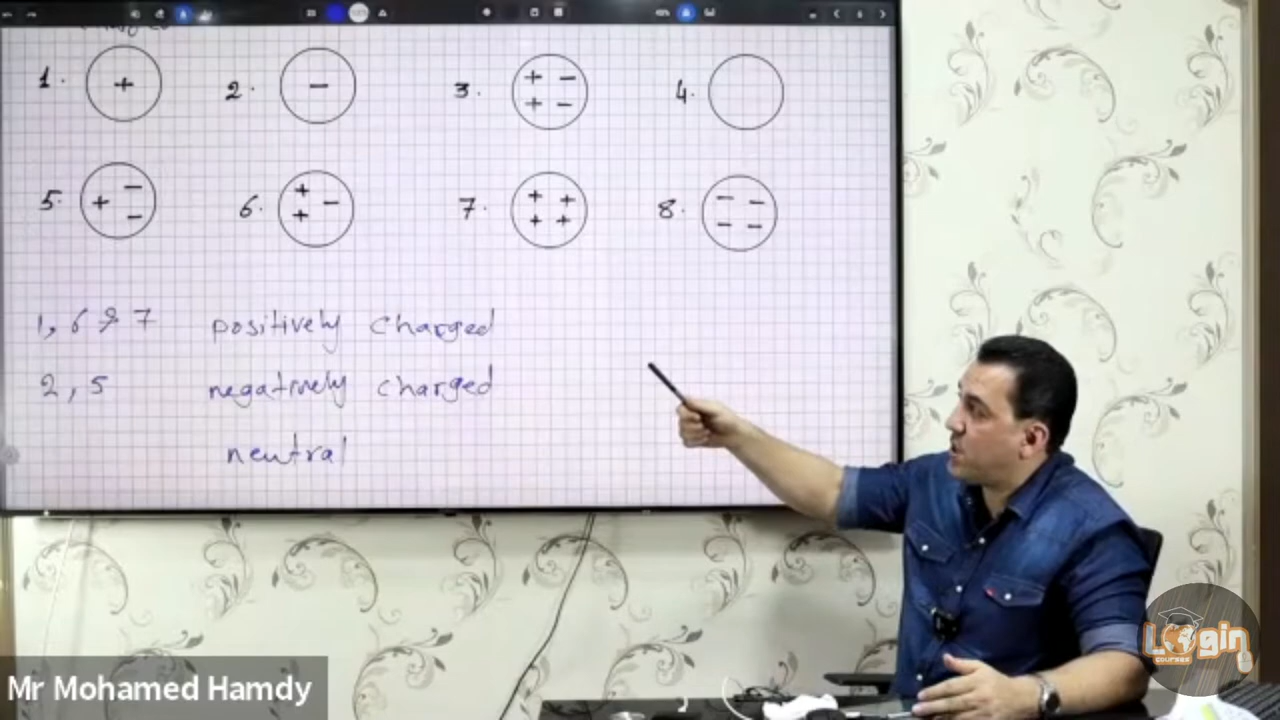 1. + 2. - 3. + - + - 4.
5. + - - 6. + + - 7. + + + + 8. - - - -
1, 6 & 7 positively charged
2, 5 negatively charged
neutral
Mr Mohamed Hamdy
Login
COURSES